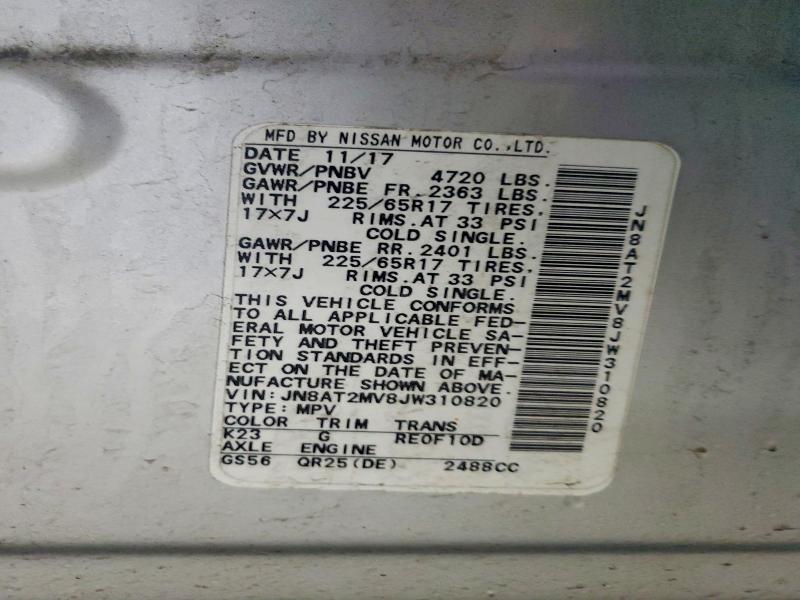 MFD BY NISSAN MOTOR CO.,LTD.
DATE 11/17
GVWR/PNBV 4720 LBS.
GAWR/PNBE FR.2363 LBS.
WITH 225/65R17 TIRES.
17×7J RIMS.AT 33 PSI
COLD SINGLE.
GAWR/PNBE RR.2401 LBS.
WITH 225/65R17 TIRES.
17×7J RIMS.AT 33 PSI
COLD SINGLE.
THIS VEHICLE CONFORMS
TO ALL APPLICABLE FED-
ERAL MOTOR VEHICLE SA-
FETY AND THEFT PREVEN-
TION STANDARDS IN EFF-
ECT ON THE DATE OF MA-
NUFACTURE SHOWN ABOVE.
VIN:JN8AT2MV8JW310820
TYPE:MPV
COLOR TRIM TRANS
K23 G RE0F10D
AXLE ENGINE
GS56 QR25(DE) 2488CC
JN8AT2MV8JW310820